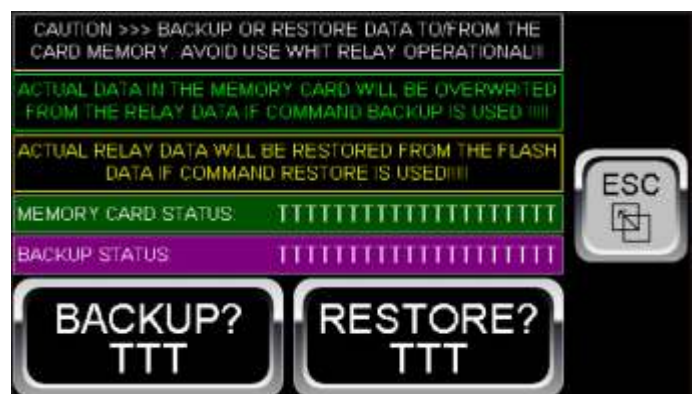 CAUTION >>> BACKUP OR RESTORE DATA TO/FROM THE
CARD MEMORY. AVOID USE WHIT RELAY OPERATIONAL!!!
ACTUAL DATA IN THE MEMORY CARD WILL BE OVERWRITED
FROM THE RELAY DATA IF COMMAND BACKUP IS USED !!!!!
ACTUAL RELAY DATA WILL BE RESTORED FROM THE FLASH
DATA IF COMMAND RESTORE IS USED!!!!!
MEMORY CARD STATUS: TTTTTTTTTTTTTTTTTTTT
BACKUP STATUS: TTTTTTTTTTTTTTTTTTTT
ESC
BACKUP?
TTT
RESTORE?
TTT